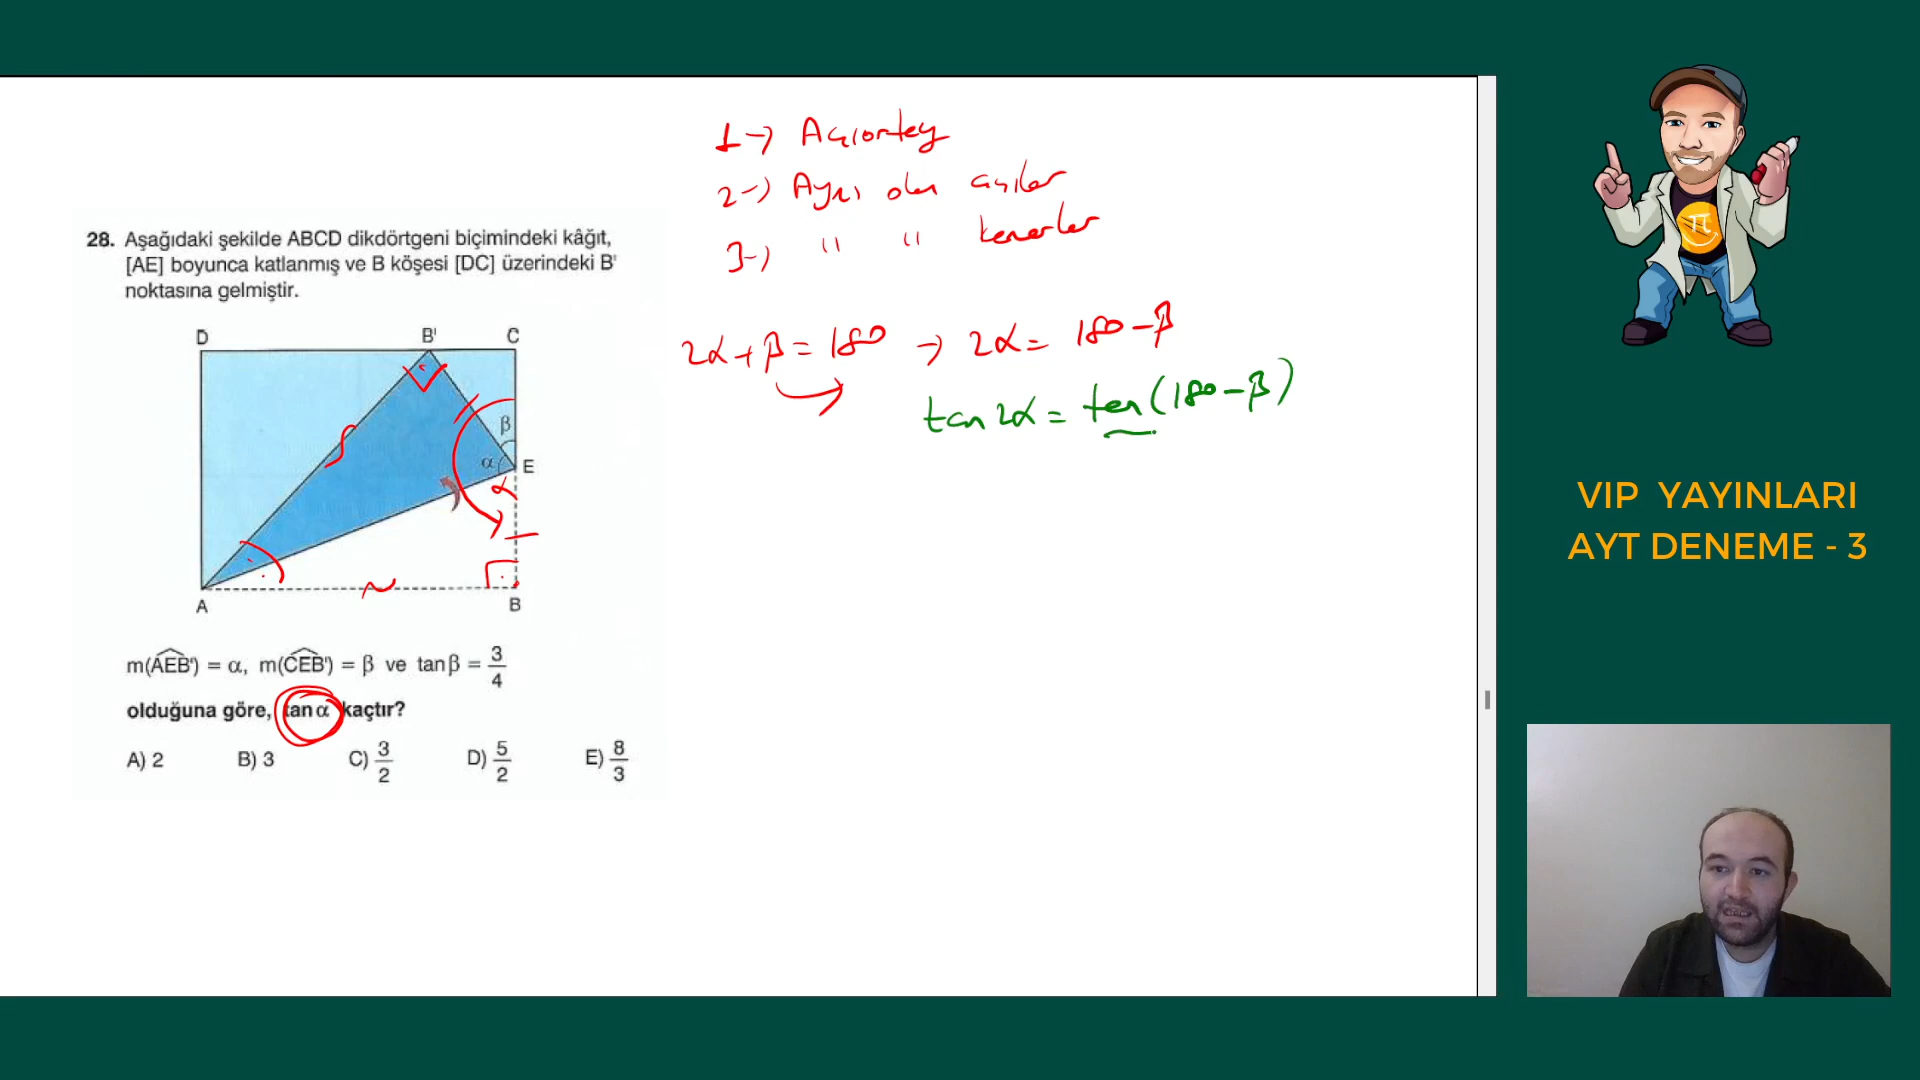 1-) Açıortay
2-) Aynı olan açılar
3-) " " kenarlar
28. Aşağıdaki şekilde ABCD dikdörtgeni biçimindeki kâğıt,
[AE] boyunca katlanmış ve B köşesi [DC] üzerindeki B'
noktasına gelmiştir.
D B' C
β
α E
α
A B
2α+β=180 → 2α= 180-β
tan2α = tan(180-β)
m(AEB') = α, m(CEB') = β ve tanβ = 3/4
olduğuna göre, tanα kaçtır?
A) 2 B) 3 C) 3/2 D) 5/2 E) 8/3
π
VIP YAYINLARI
AYT DENEME - 3